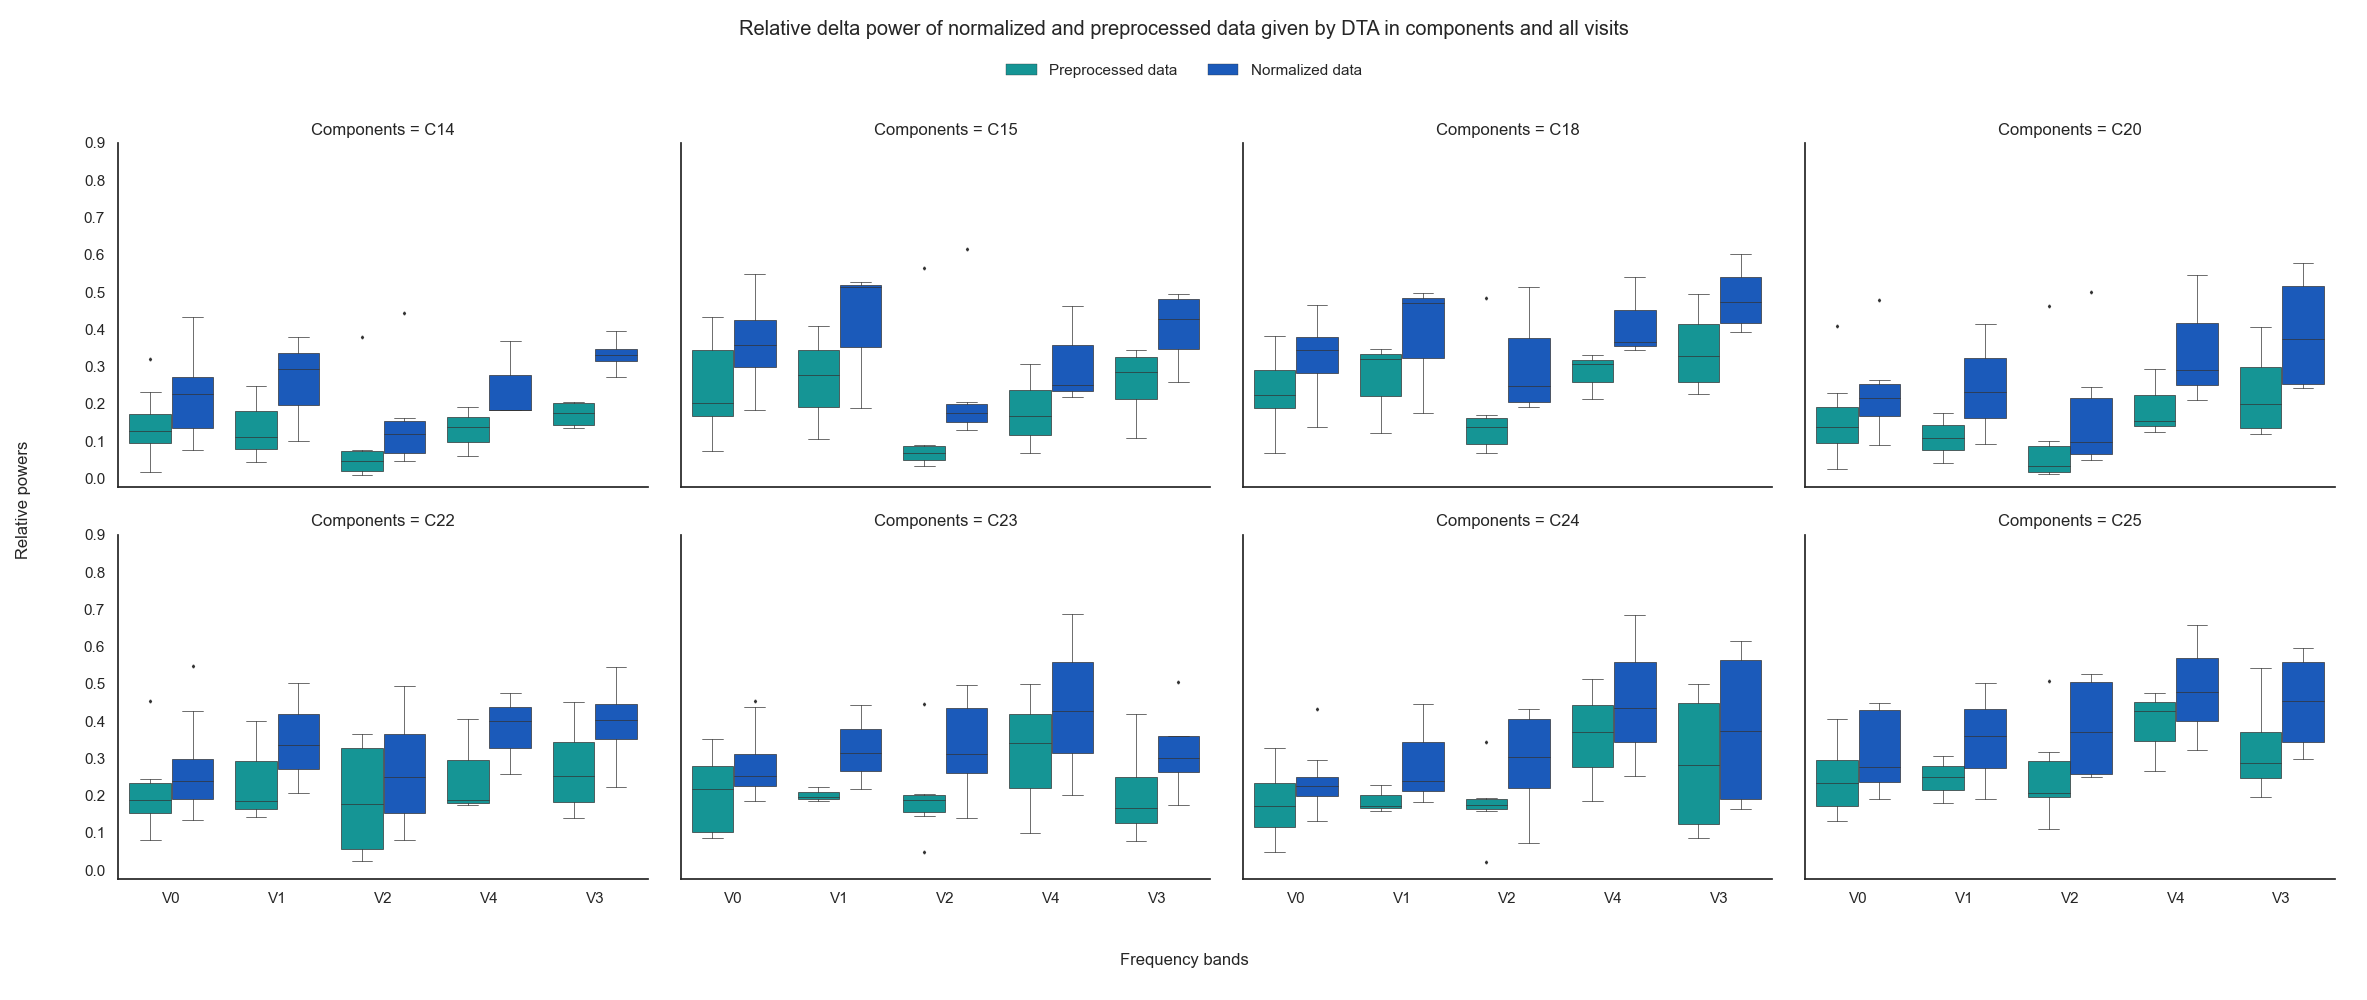 Relative delta power of normalized and preprocessed data given by DTA in components and all visits
Preprocessed data Normalized data
Components = C14 Components = C15 Components = C18 Components = C20
0.9
0.8
0.7
0.6
0.5
0.4
0.3
0.2
0.1
0.0
Relative powers
Components = C22 Components = C23 Components = C24 Components = C25
0.9
0.8
0.7
0.6
0.5
0.4
0.3
0.2
0.1
0.0
V0 V1 V2 V4 V3 V0 V1 V2 V4 V3 V0 V1 V2 V4 V3 V0 V1 V2 V4 V3
Frequency bands